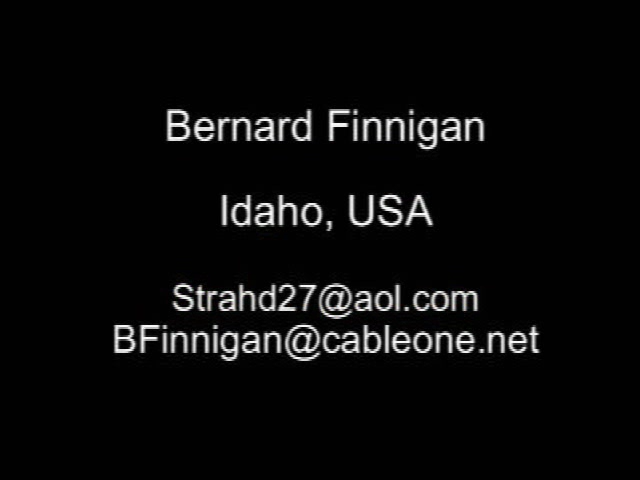 Bernard Finnigan
Idaho, USA
Strahd27@aol.com
BFinnigan@cableone.net